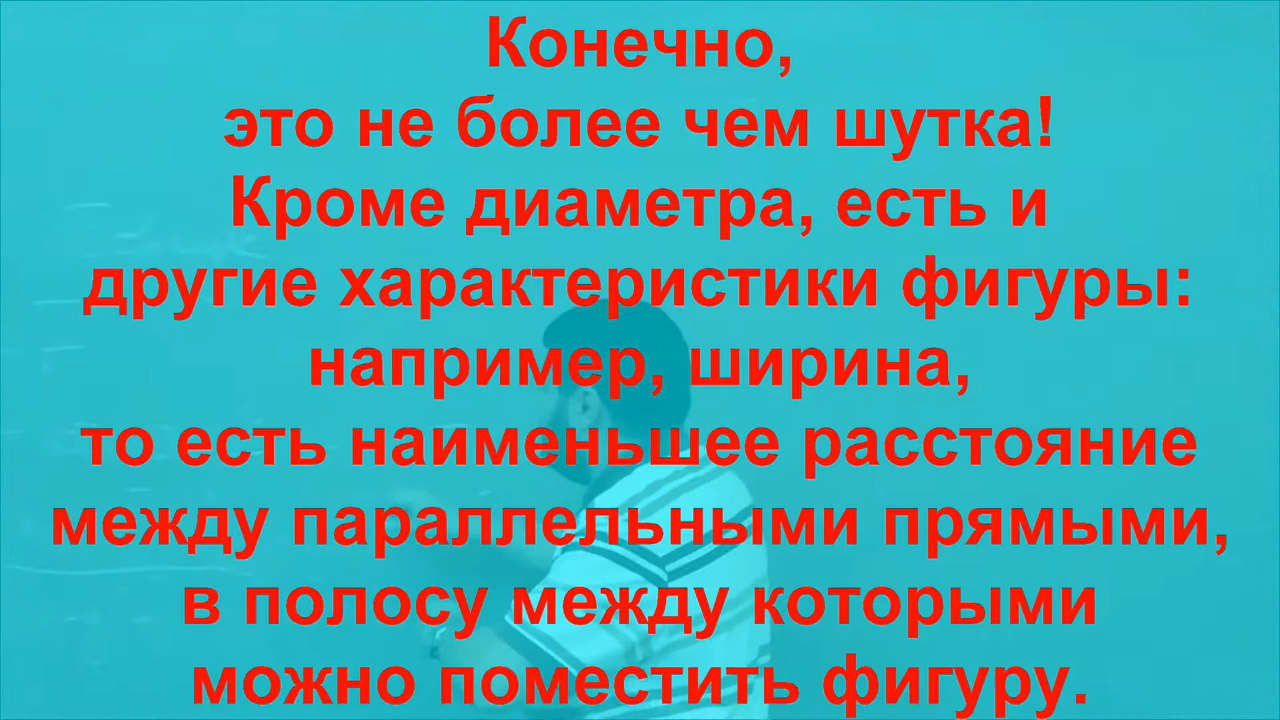 Конечно,
это не более чем шутка!
Кроме диаметра, есть и
другие характеристики фигуры:
например, ширина,
то есть наименьшее расстояние
между параллельными прямыми,
в полосу между которыми
можно поместить фигуру.